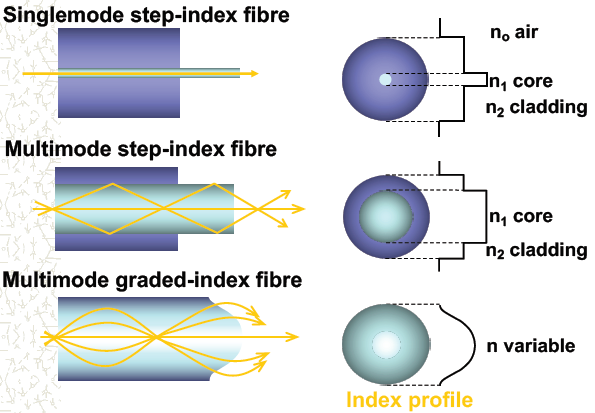 Singlemode step-index fibre
nₒ air
n₁ core
n₂ cladding
Multimode step-index fibre
n₁ core
n₂ cladding
Multimode graded-index fibre
n variable
Index profile